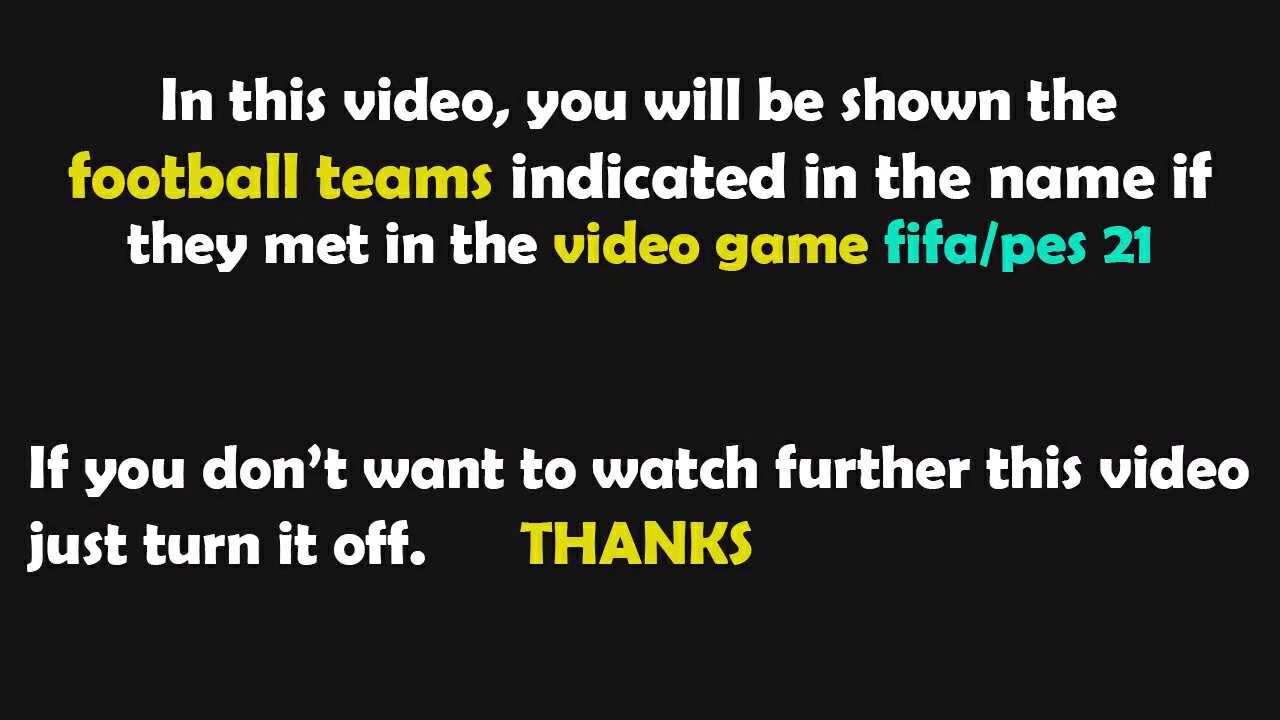 In this video, you will be shown the
football teams indicated in the name if
they met in the video game fifa/pes 21
If you don't want to watch further this video
just turn it off. THANKS